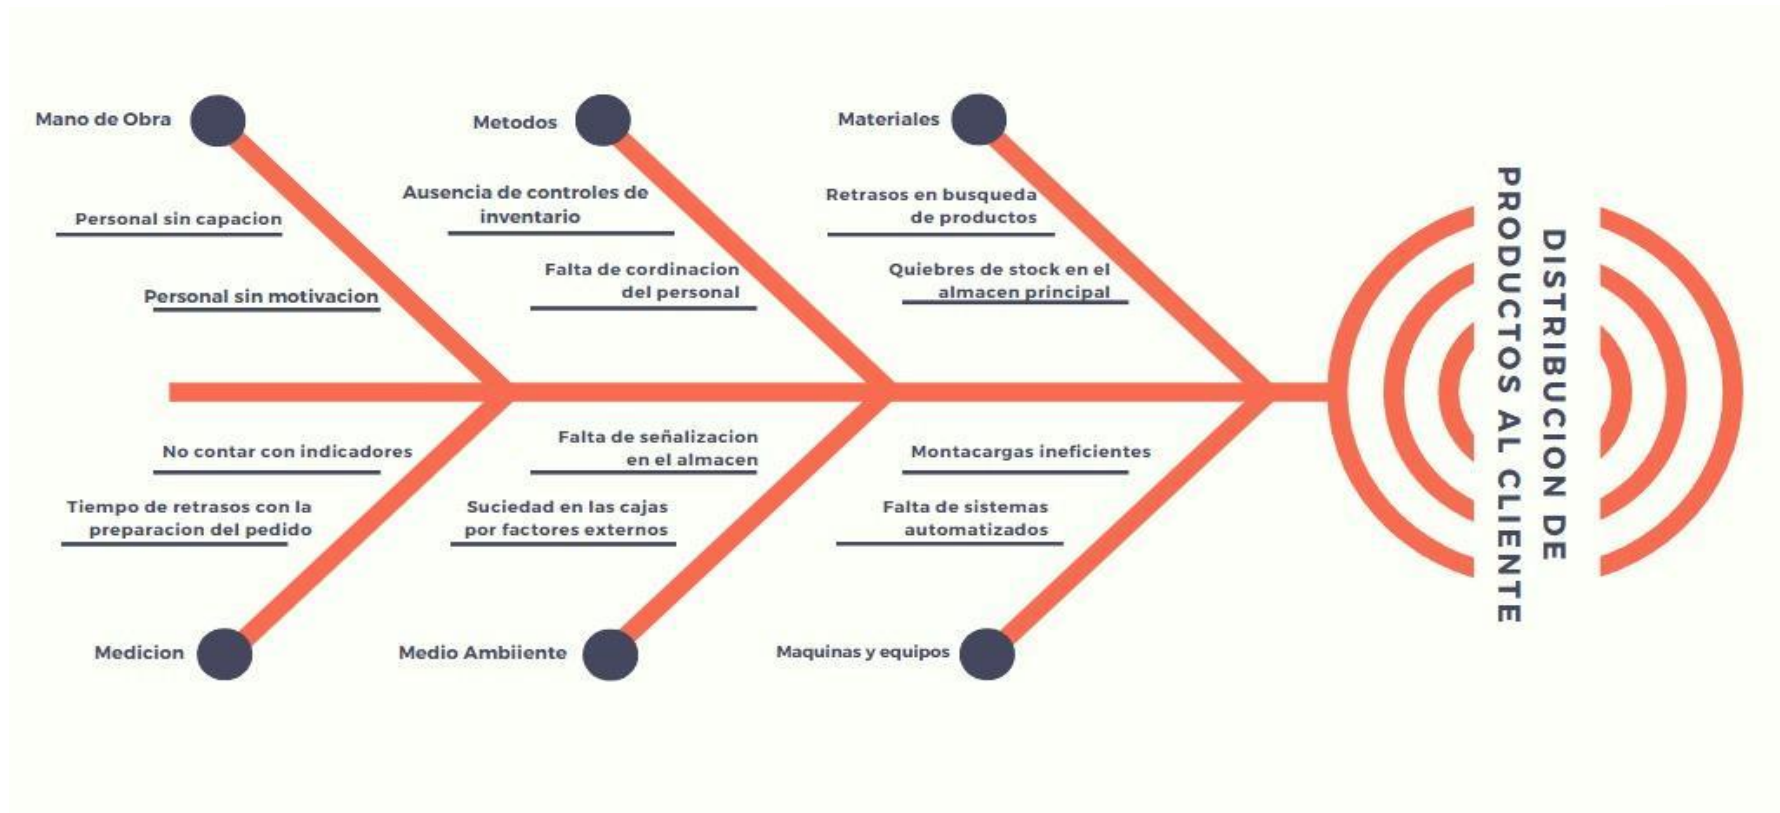 Mano de Obra
Personal sin capacion
Personal sin motivacion
Metodos
Ausencia de controles de
inventario
Falta de cordinacion
del personal
Materiales
Retrasos en busqueda
de productos
Quiebres de stock en el
almacen principal
No contar con indicadores
Tiempo de retrasos con la
preparacion del pedido
Medicion
Falta de señalizacion
en el almacen
Suciedad en las cajas
por factores externos
Medio Ambiiente
Montacargas ineficientes
Falta de sistemas
automatizados
Maquinas y equipos
DISTRIBUCION DE
PRODUCTOS AL CLIENTE